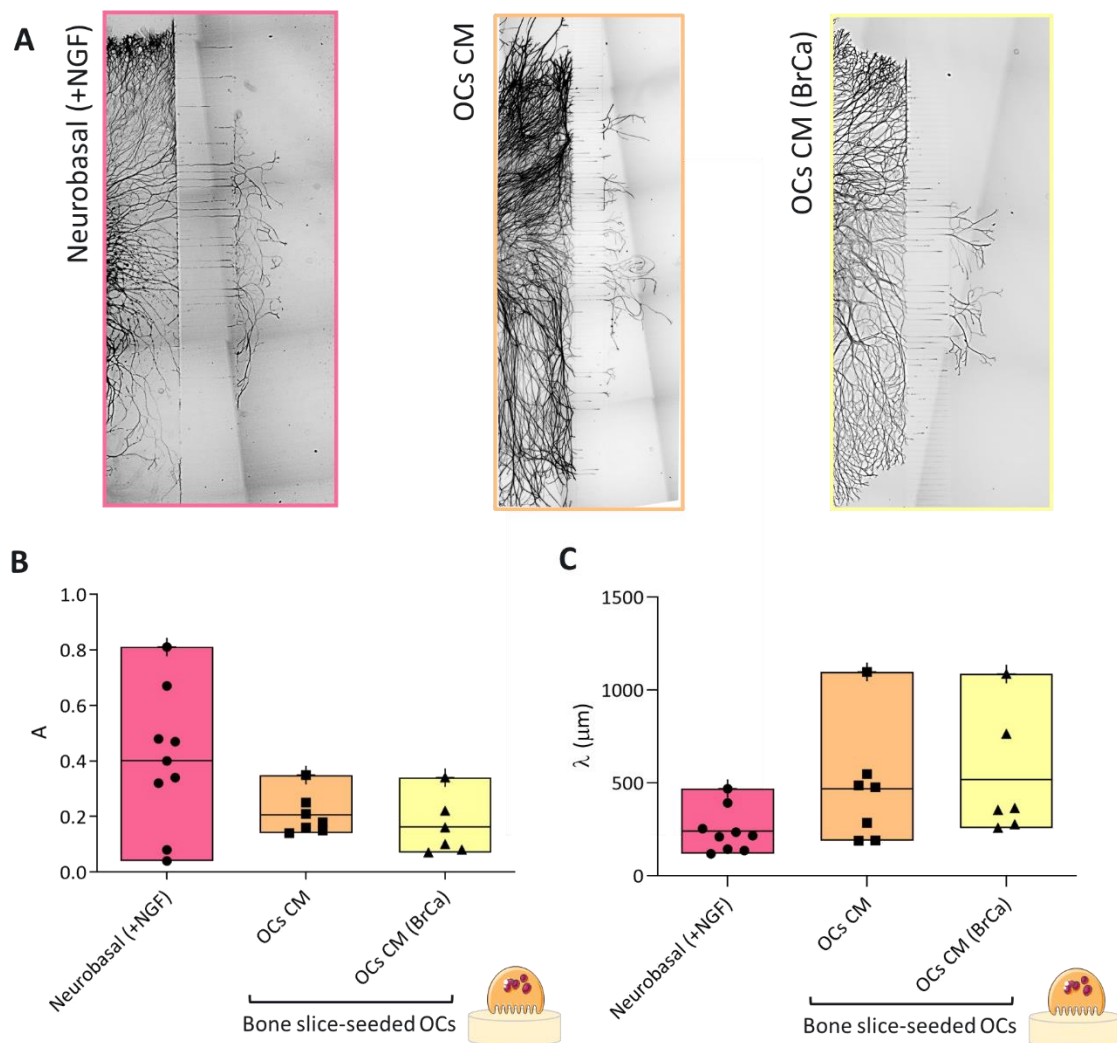 A
Neurobasal (+NGF)
OCs CM
OCs CM (BrCa)
B
1.0
0.8
0.6
0.4
0.2
0.0
A
Neurobasal (+NGF)
OCs CM
OCs CM (BrCa)
Bone slice-seeded OCs
C
1500
1000
500
0
λ (μm)
Neurobasal (+NGF)
OCs CM
OCs CM (BrCa)
Bone slice-seeded OCs